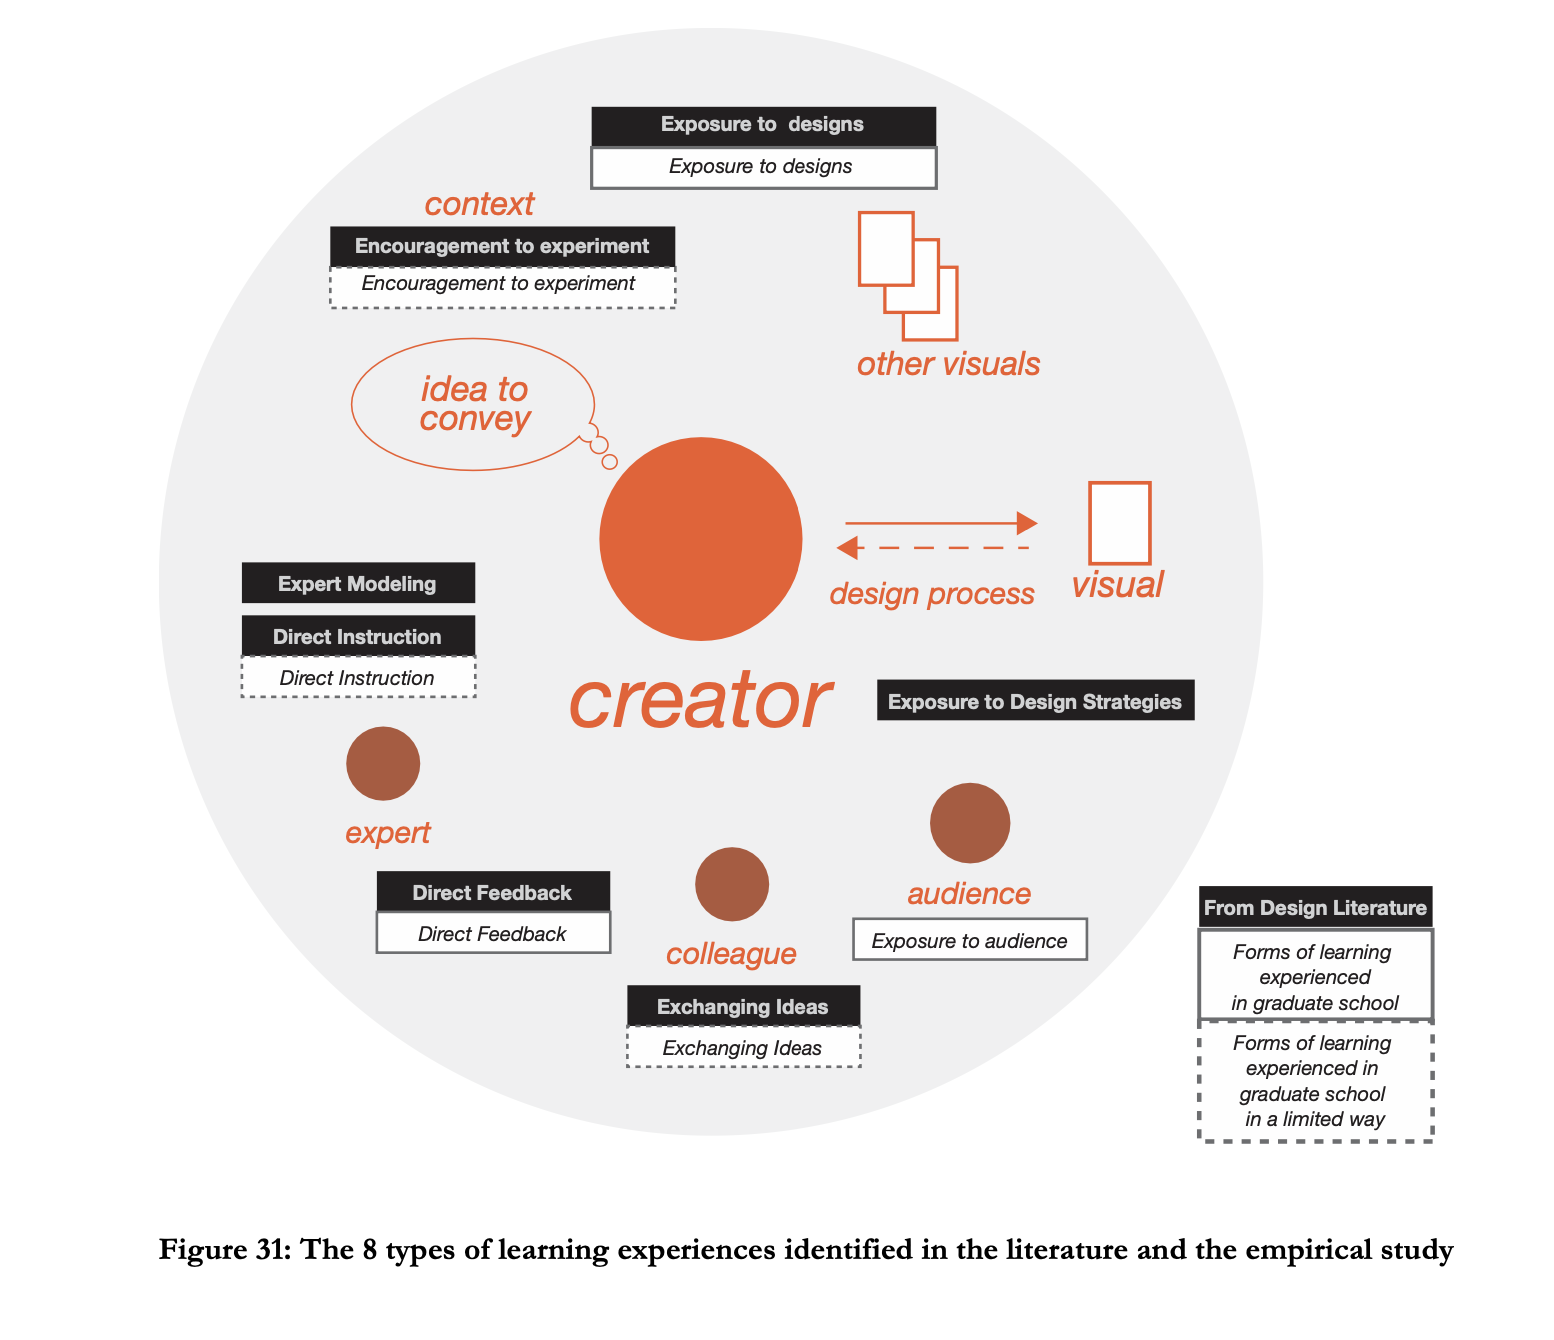 Exposure to designs
Exposure to designs
context
Encouragement to experiment
Encouragement to experiment
other visuals
idea to
convey
design process
visual
Expert Modeling
Direct Instruction
Direct Instruction
creator
Exposure to Design Strategies
expert
audience
Exposure to audience
Direct Feedback
Direct Feedback
colleague
Exchanging Ideas
Exchanging Ideas
From Design Literature
Forms of learning
experienced
in graduate school
Forms of learning
experienced in
graduate school
in a limited way
Figure 31: The 8 types of learning experiences identified in the literature and the empirical study